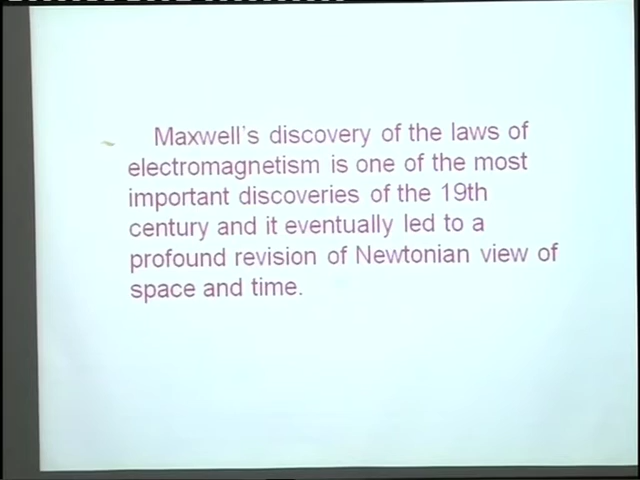 Maxwell's discovery of the laws of
electromagnetism is one of the most
important discoveries of the 19th
century and it eventually led to a
profound revision of Newtonian view of
space and time.